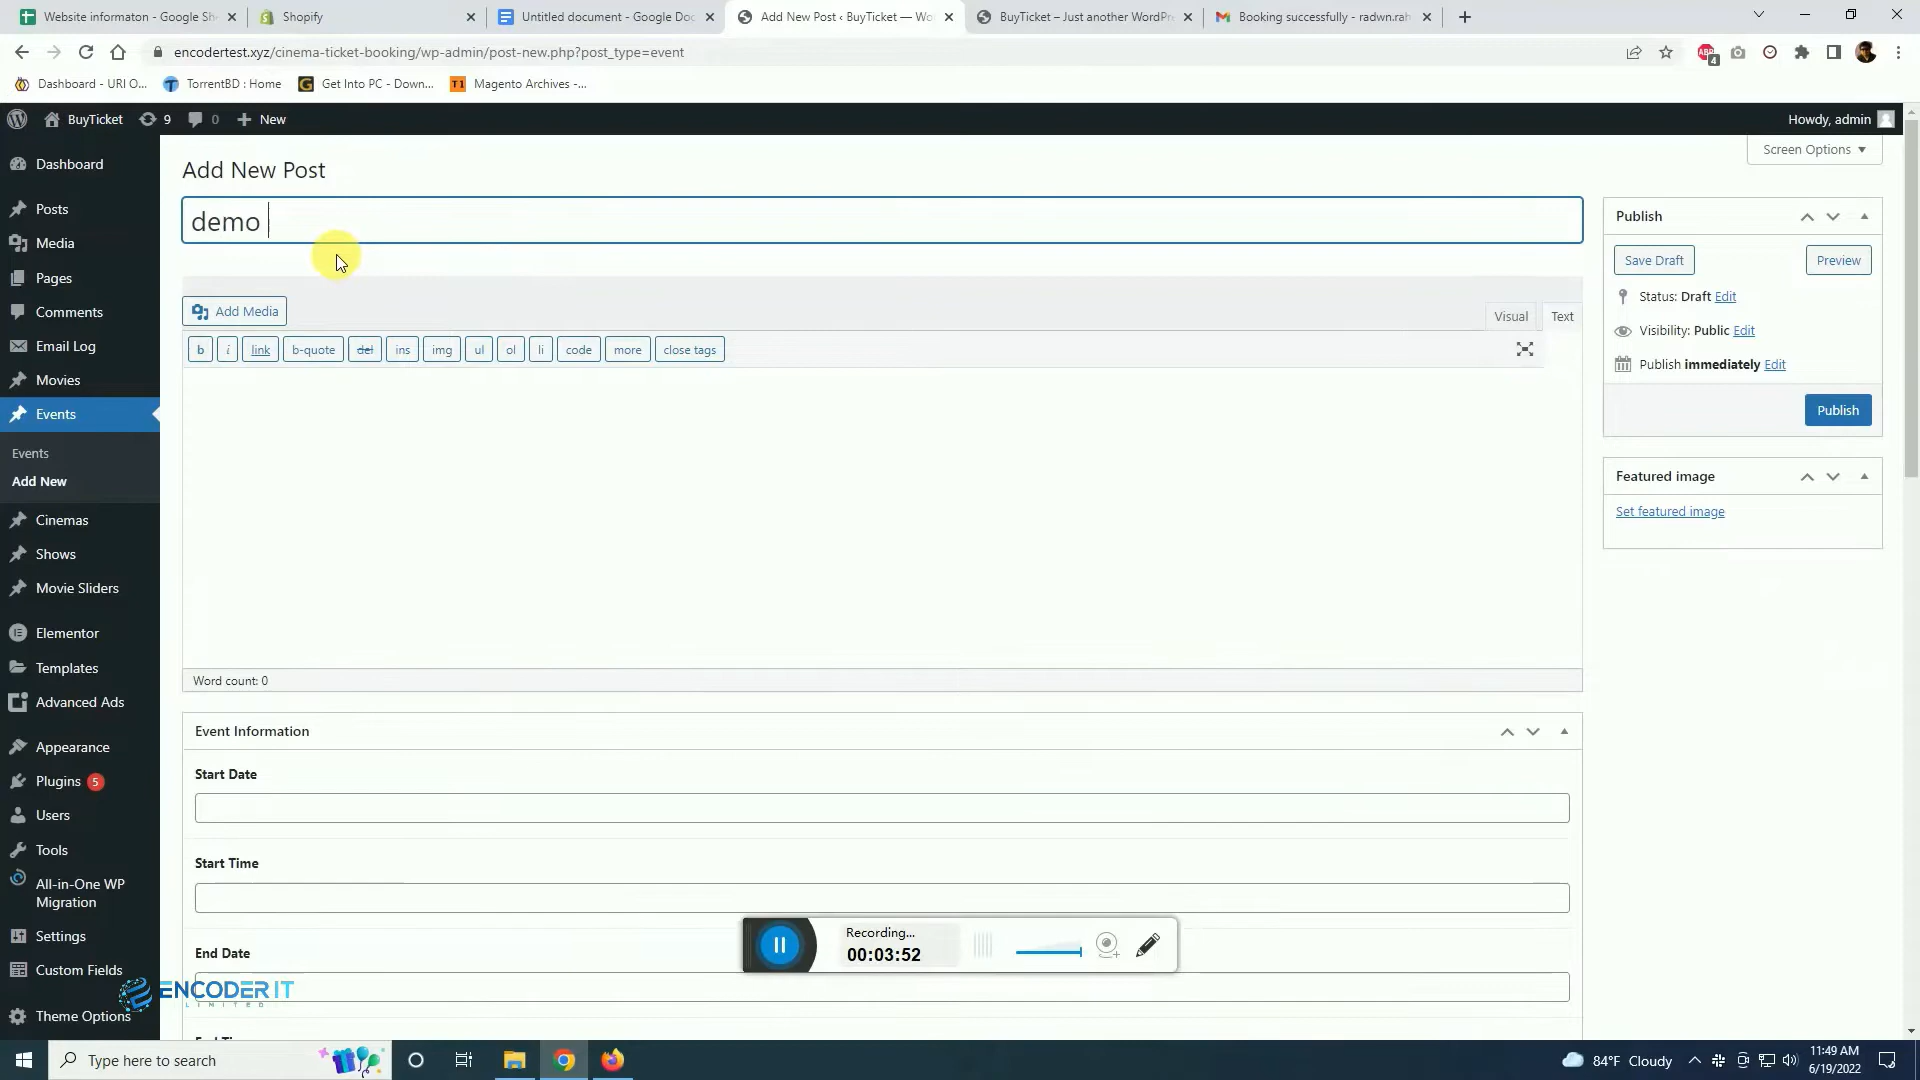 Website informaton - Google She
Shopify
Untitled document - Google Doc
Add New Post ‹ BuyTicket — Wo
BuyTicket – Just another WordPre
Booking successfully - radwn.rah
encodertest.xyz/cinema-ticket-booking/wp-admin/post-new.php?post_type=event
ABP
4
Dashboard - URI O...
TorrentBD : Home
Get Into PC - Down...
T1
Magento Archives -...
BuyTicket
9
0
New
Howdy, admin
Dashboard
Posts
Media
Pages
Comments
Email Log
Movies
Events
Events
Add New
Cinemas
Shows
Movie Sliders
Elementor
Templates
Advanced Ads
Appearance
Plugins 5
Users
Tools
All-in-One WP
Migration
Settings
Custom Fields
Theme Options
Screen Options
Add New Post
demo
Add Media
Visual
Text
b
i
link
b-quote
del
ins
img
ul
ol
li
code
more
close tags
Word count: 0
Event Information
Start Date
Start Time
End Date
Publish
Save Draft
Preview
Status: Draft Edit
Visibility: Public Edit
Publish immediately Edit
Publish
Featured image
Set featured image
Recording...
00:03:52
ENCODER IT
LIMITED
Type here to search
84°F Cloudy
11:49 AM
6/19/2022